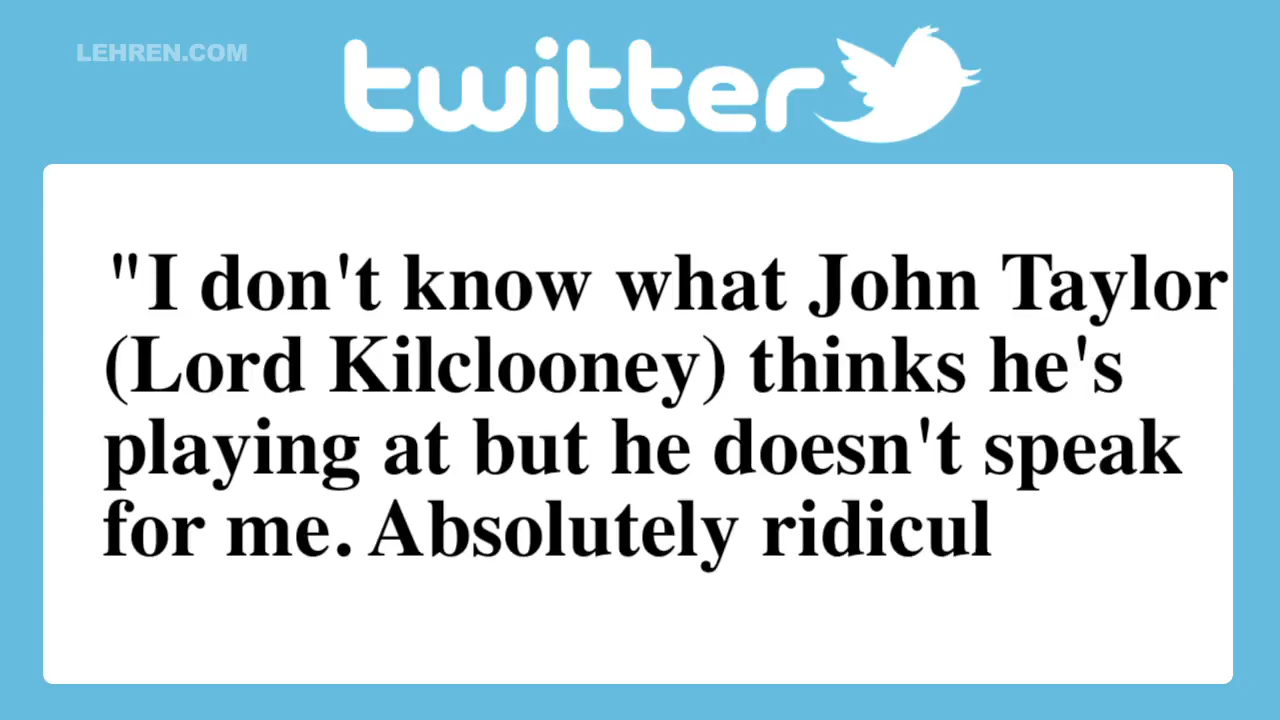 LEHREN.COM
twitter
"I don't know what John Taylor
(Lord Kilclooney) thinks he's
playing at but he doesn't speak
for me. Absolutely ridicul